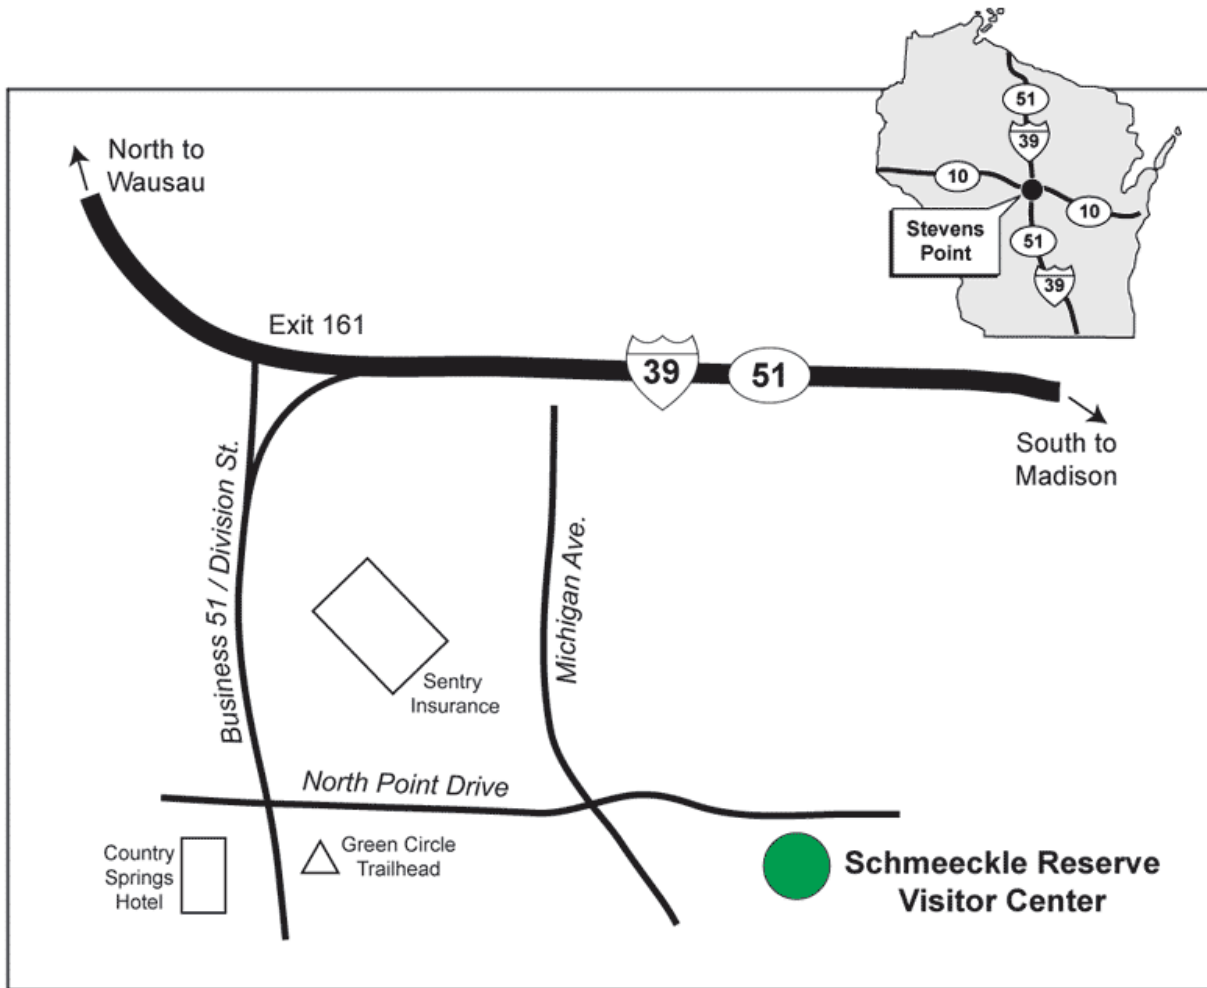 51
39
10
10
Stevens
Point
51
39
North to
Wausau
Exit 161
39
51
South to
Madison
Business 51 / Division St.
Michigan Ave.
Sentry
Insurance
North Point Drive
Country
Springs
Hotel
Green Circle
Trailhead
Schmeeckle Reserve
Visitor Center